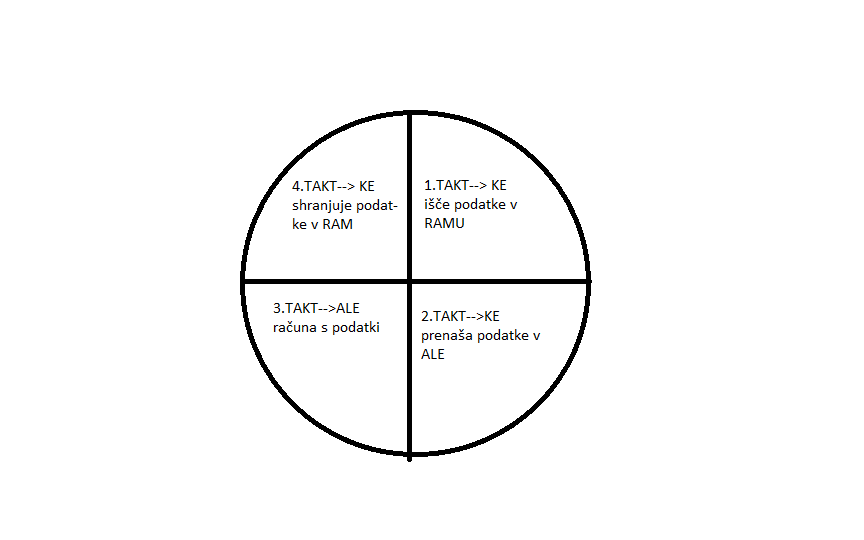 1.TAKT--> KE
išče podatke v
RAMU
2.TAKT-->KE
prenaša podatke v
ALE
3.TAKT-->ALE
računa s podatki
4.TAKT--> KE
shranjuje podat-
ke v RAM